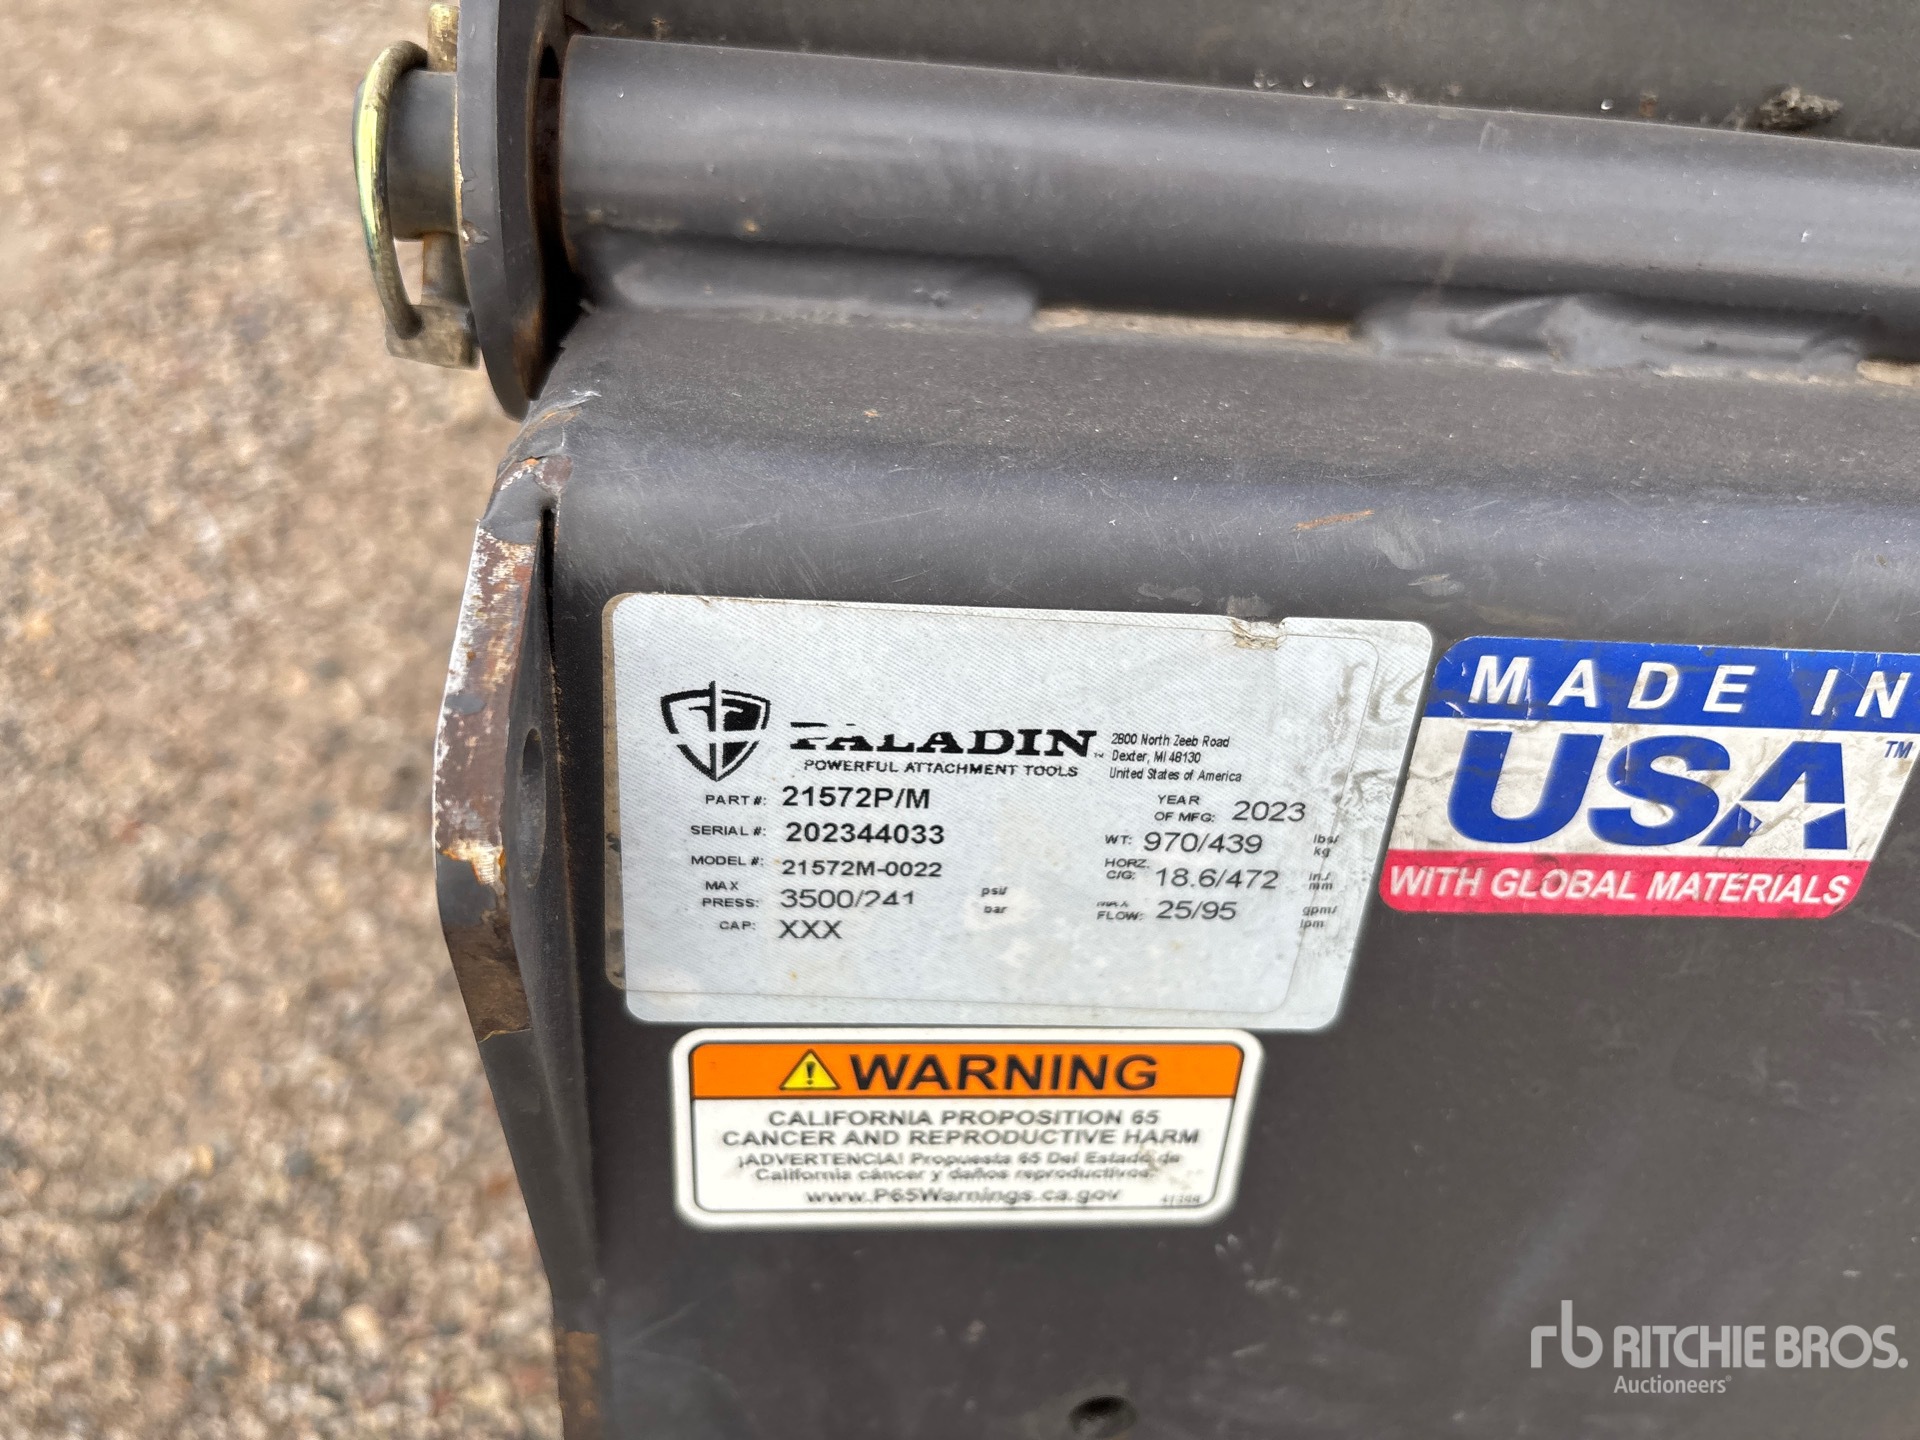 PALADIN™
POWERFUL ATTACHMENT TOOLS
2800 North Zeeb Road
Dexter, MI 48130
United States of America
PART #: 21572P/M
SERIAL #: 202344033
MODEL #: 21572M-0022
MAX PRESS: 3500/241 psi/ bar
CAP: XXX
YEAR OF MFG: 2023
WT: 970/439 lbs/ kg
HORZ. C/G: 18.6/472 in./ mm
MAX FLOW: 25/95 gpm/ lpm
MADE IN
USA™
WITH GLOBAL MATERIALS
WARNING
CALIFORNIA PROPOSITION 65
CANCER AND REPRODUCTIVE HARM
¡ADVERTENCIA! Propuesta 65 Del Estado de
California cáncer y daños reproductivos.
www.P65Warnings.ca.gov
rb RITCHIE BROS.
Auctioneers